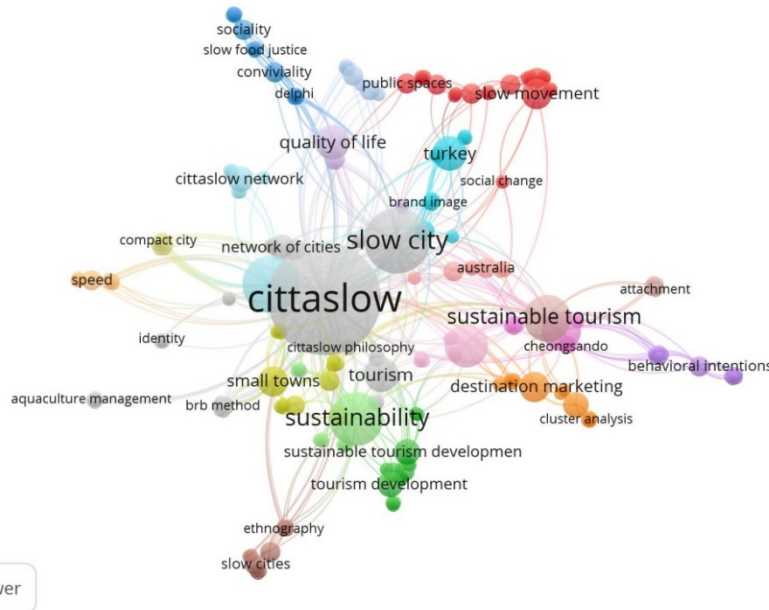 sociality
slow food justice
conviviality
public spaces
delphi
slow movement
quality of life
turkey
cittaslow network
social change
brand image
compact city
network of cities
slow city
australia
speed
attachment
cittaslow
sustainable tourism
identity
cittaslow philosophy
cheongsando
behavioral intentions
small towns
tourism
destination marketing
aquaculture management
brb method
sustainability
cluster analysis
sustainable tourism developmen
tourism development
ethnography
slow cities
wer